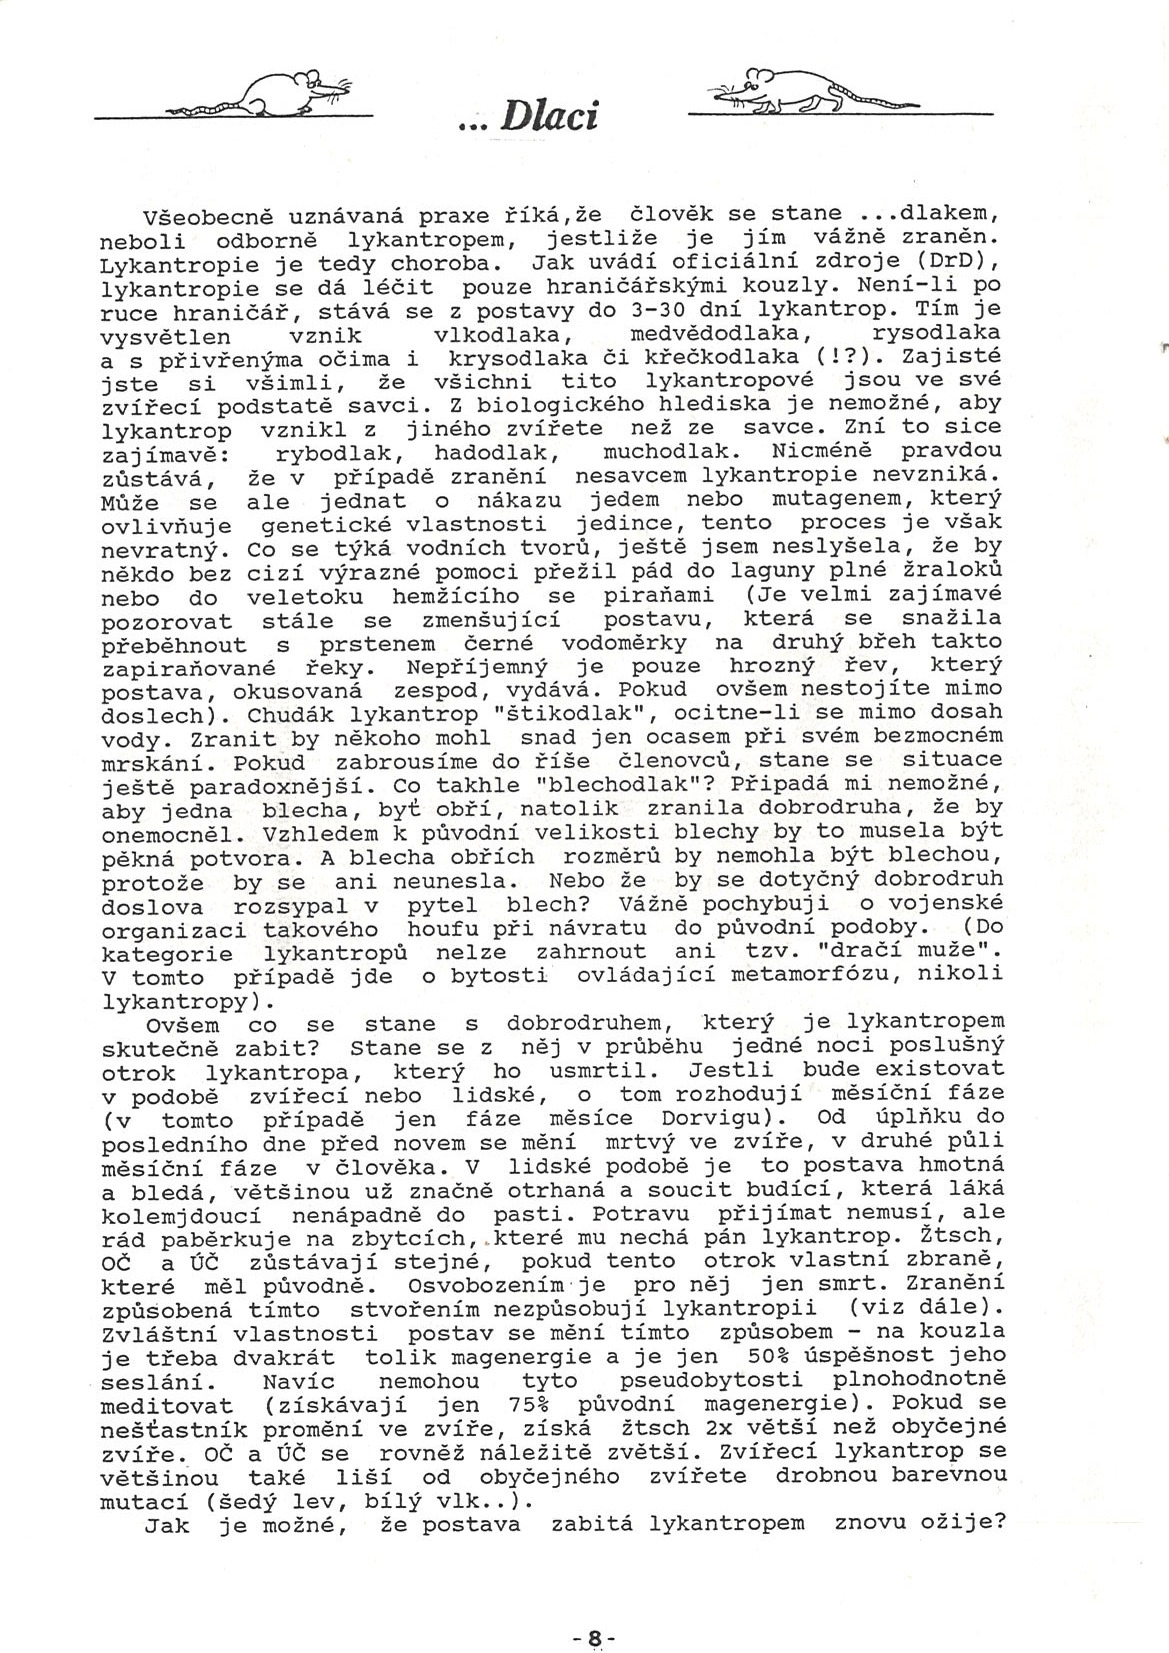 ... Dlaci
Všeobecně uznávaná praxe říká,že člověk se stane ...dlakem,
neboli odborně lykantropem, jestliže je jím vážně zraněn.
Lykantropie je tedy choroba. Jak uvádí oficiální zdroje (DrD),
lykantropie se dá léčit pouze hraničářskými kouzly. Není-li po
ruce hraničář, stává se z postavy do 3-30 dní lykantrop. Tím je
vysvětlen vznik vlkodlaka, medvědodlaka, rysodlaka
a s přivřenýma očima i krysodlaka či křečkodlaka (!?). Zajisté
jste si všimli, že všichni tito lykantropové jsou ve své
zvířecí podstatě savci. Z biologického hlediska je nemožné, aby
lykantrop vznikl z jiného zvířete než ze savce. Zní to sice
zajímavě: rybodlak, hadodlak, muchodlak. Nicméně pravdou
zůstává, že v případě zranění nesavcem lykantropie nevzniká.
Může se ale jednat o nákazu jedem nebo mutagenem, který
ovlivňuje genetické vlastnosti jedince, tento proces je však
nevratný. Co se týká vodních tvorů, ještě jsem neslyšela, že by
někdo bez cizí výrazné pomoci přežil pád do laguny plné žraloků
nebo do veletoku hemžícího se piraňami (Je velmi zajímavé
pozorovat stále se zmenšující postavu, která se snažila
přeběhnout s prstenem černé vodoměrky na druhý břeh takto
zapiraňované řeky. Nepříjemný je pouze hrozný řev, který
postava, okusovaná zespod, vydává. Pokud ovšem nestojíte mimo
doslech). Chudák lykantrop "štikodlak", ocitne-li se mimo dosah
vody. Zranit by někoho mohl snad jen ocasem při svém bezmocném
mrskání. Pokud zabrousíme do říše členovců, stane se situace
ještě paradoxnější. Co takhle "blechodlak"? Připadá mi nemožné,
aby jedna blecha, byť obří, natolik zranila dobrodruha, že by
onemocněl. Vzhledem k původní velikosti blechy by to musela být
pěkná potvora. A blecha obřích rozměrů by nemohla být blechou,
protože by se ani neunesla. Nebo že by se dotyčný dobrodruh
doslova rozsypal v pytel blech? Vážně pochybuji o vojenské
organizaci takového houfu při návratu do původní podoby. (Do
kategorie lykantropů nelze zahrnout ani tzv. "dračí muže".
V tomto případě jde o bytosti ovládající metamorfózu, nikoli
lykantropy).
Ovšem co se stane s dobrodruhem, který je lykantropem
skutečně zabit? Stane se z něj v průběhu jedné noci poslušný
otrok lykantropa, který ho usmrtil. Jestli bude existovat
v podobě zvířecí nebo lidské, o tom rozhodují měsíční fáze
(v tomto případě jen fáze měsíce Dorvigu). Od úplňku do
posledního dne před novem se mění mrtvý ve zvíře, v druhé půli
měsíční fáze v člověka. V lidské podobě je to postava hmotná
a bledá, většinou už značně otrhaná a soucit budící, která láká
kolemjdoucí nenápadně do pasti. Potravu přijímat nemusí, ale
rád paběrkuje na zbytcích, které mu nechá pán lykantrop. Žtsch,
OČ a ÚČ zůstávají stejné, pokud tento otrok vlastní zbraně,
které měl původně. Osvobozením je pro něj jen smrt. Zranění
způsobená tímto stvořením nezpůsobují lykantropii (viz dále).
Zvláštní vlastnosti postav se mění tímto způsobem - na kouzla
je třeba dvakrát tolik magenergie a je jen 50% úspěšnost jeho
seslání. Navíc nemohou tyto pseudobytosti plnohodnotně
meditovat (získávají jen 75% původní magenergie). Pokud se
nešťastník promění ve zvíře, získá žtsch 2x větší než obyčejné
zvíře. OČ a ÚČ se rovněž náležitě zvětší. Zvířecí lykantrop se
většinou také liší od obyčejného zvířete drobnou barevnou
mutací (šedý lev, bílý vlk..).
Jak je možné, že postava zabitá lykantropem znovu ožije?
- 8 -